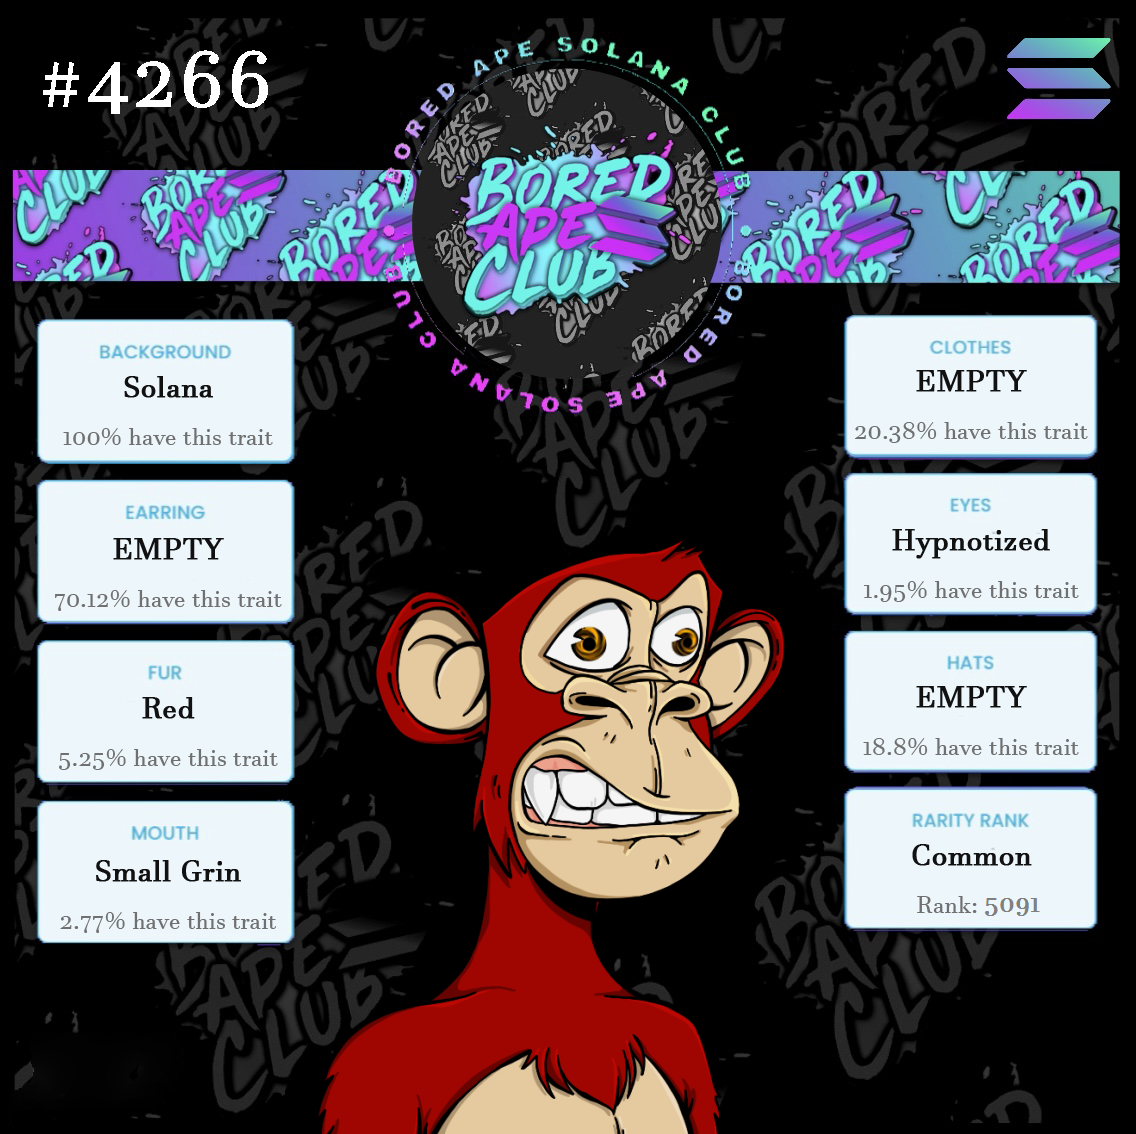 #4266
BORED APE SOLANA CLUB
BORED
APE
CLUB
BORED APE SOLANA CLUB
BACKGROUND
Solana
100% have this trait
EARRING
EMPTY
70.12% have this trait
FUR
Red
5.25% have this trait
MOUTH
Small Grin
2.77% have this trait
CLOTHES
EMPTY
20.38% have this trait
EYES
Hypnotized
1.95% have this trait
HATS
EMPTY
18.8% have this trait
RARITY RANK
Common
Rank: 5091